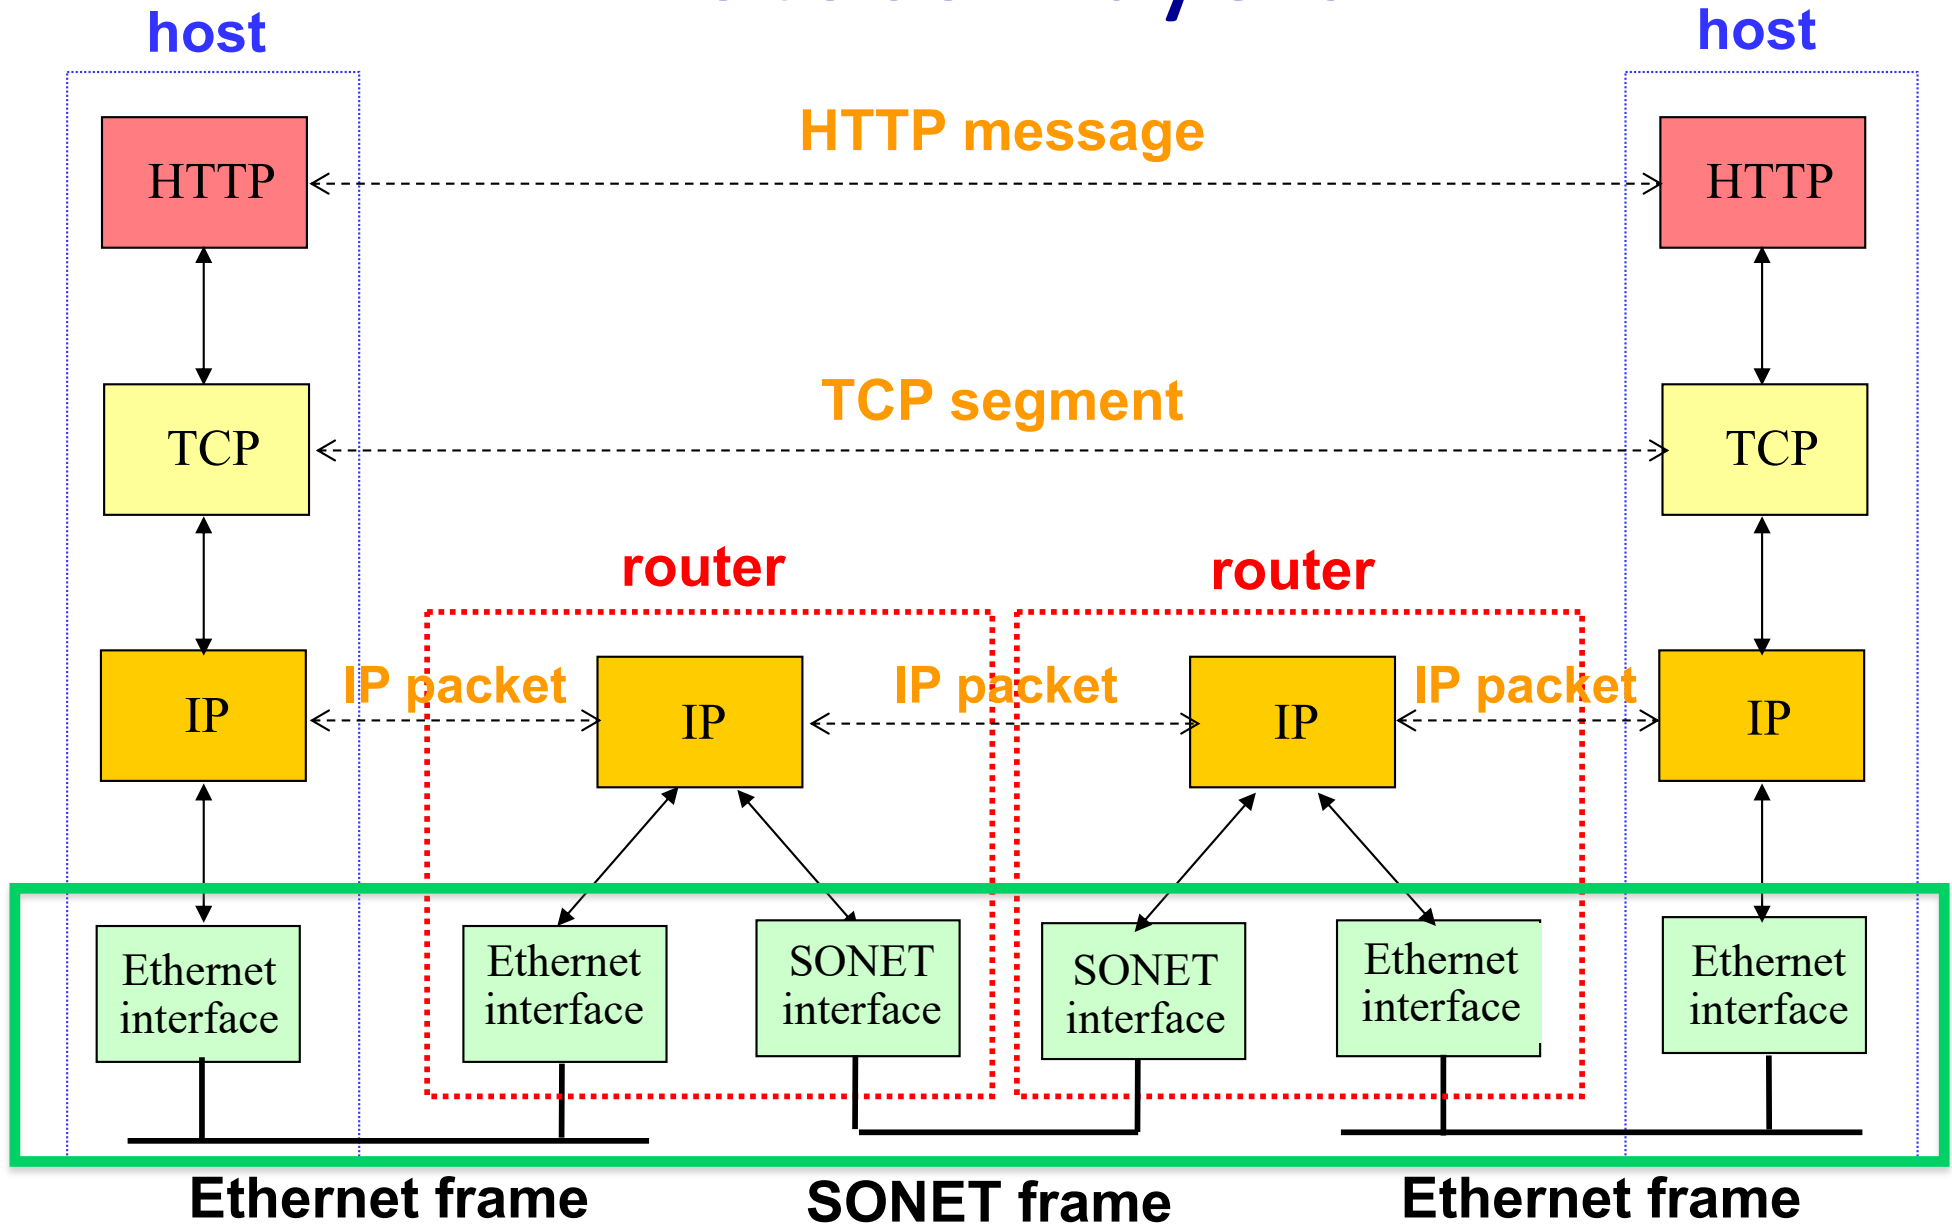 host
host
HTTP message
HTTP
HTTP
TCP segment
TCP
TCP
router
router
IP packet
IP packet
IP packet
IP
IP
IP
IP
Ethernet
interface
Ethernet
interface
SONET
interface
SONET
interface
Ethernet
interface
Ethernet
interface
Ethernet frame
SONET frame
Ethernet frame